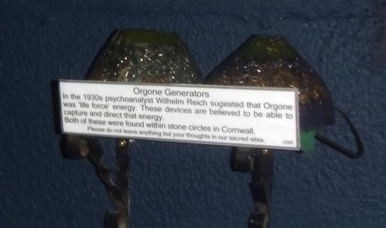 Orgone Generators
In the 1930s psychoanalyst Wilhelm Reich sugested that Orgone
was 'life force' energy. These devices are believed to be able to
capture and direct that energy.
Both of these were found within stone circles in Cornwall.
Please do not leave anything but your thoughts in our sacred sites.